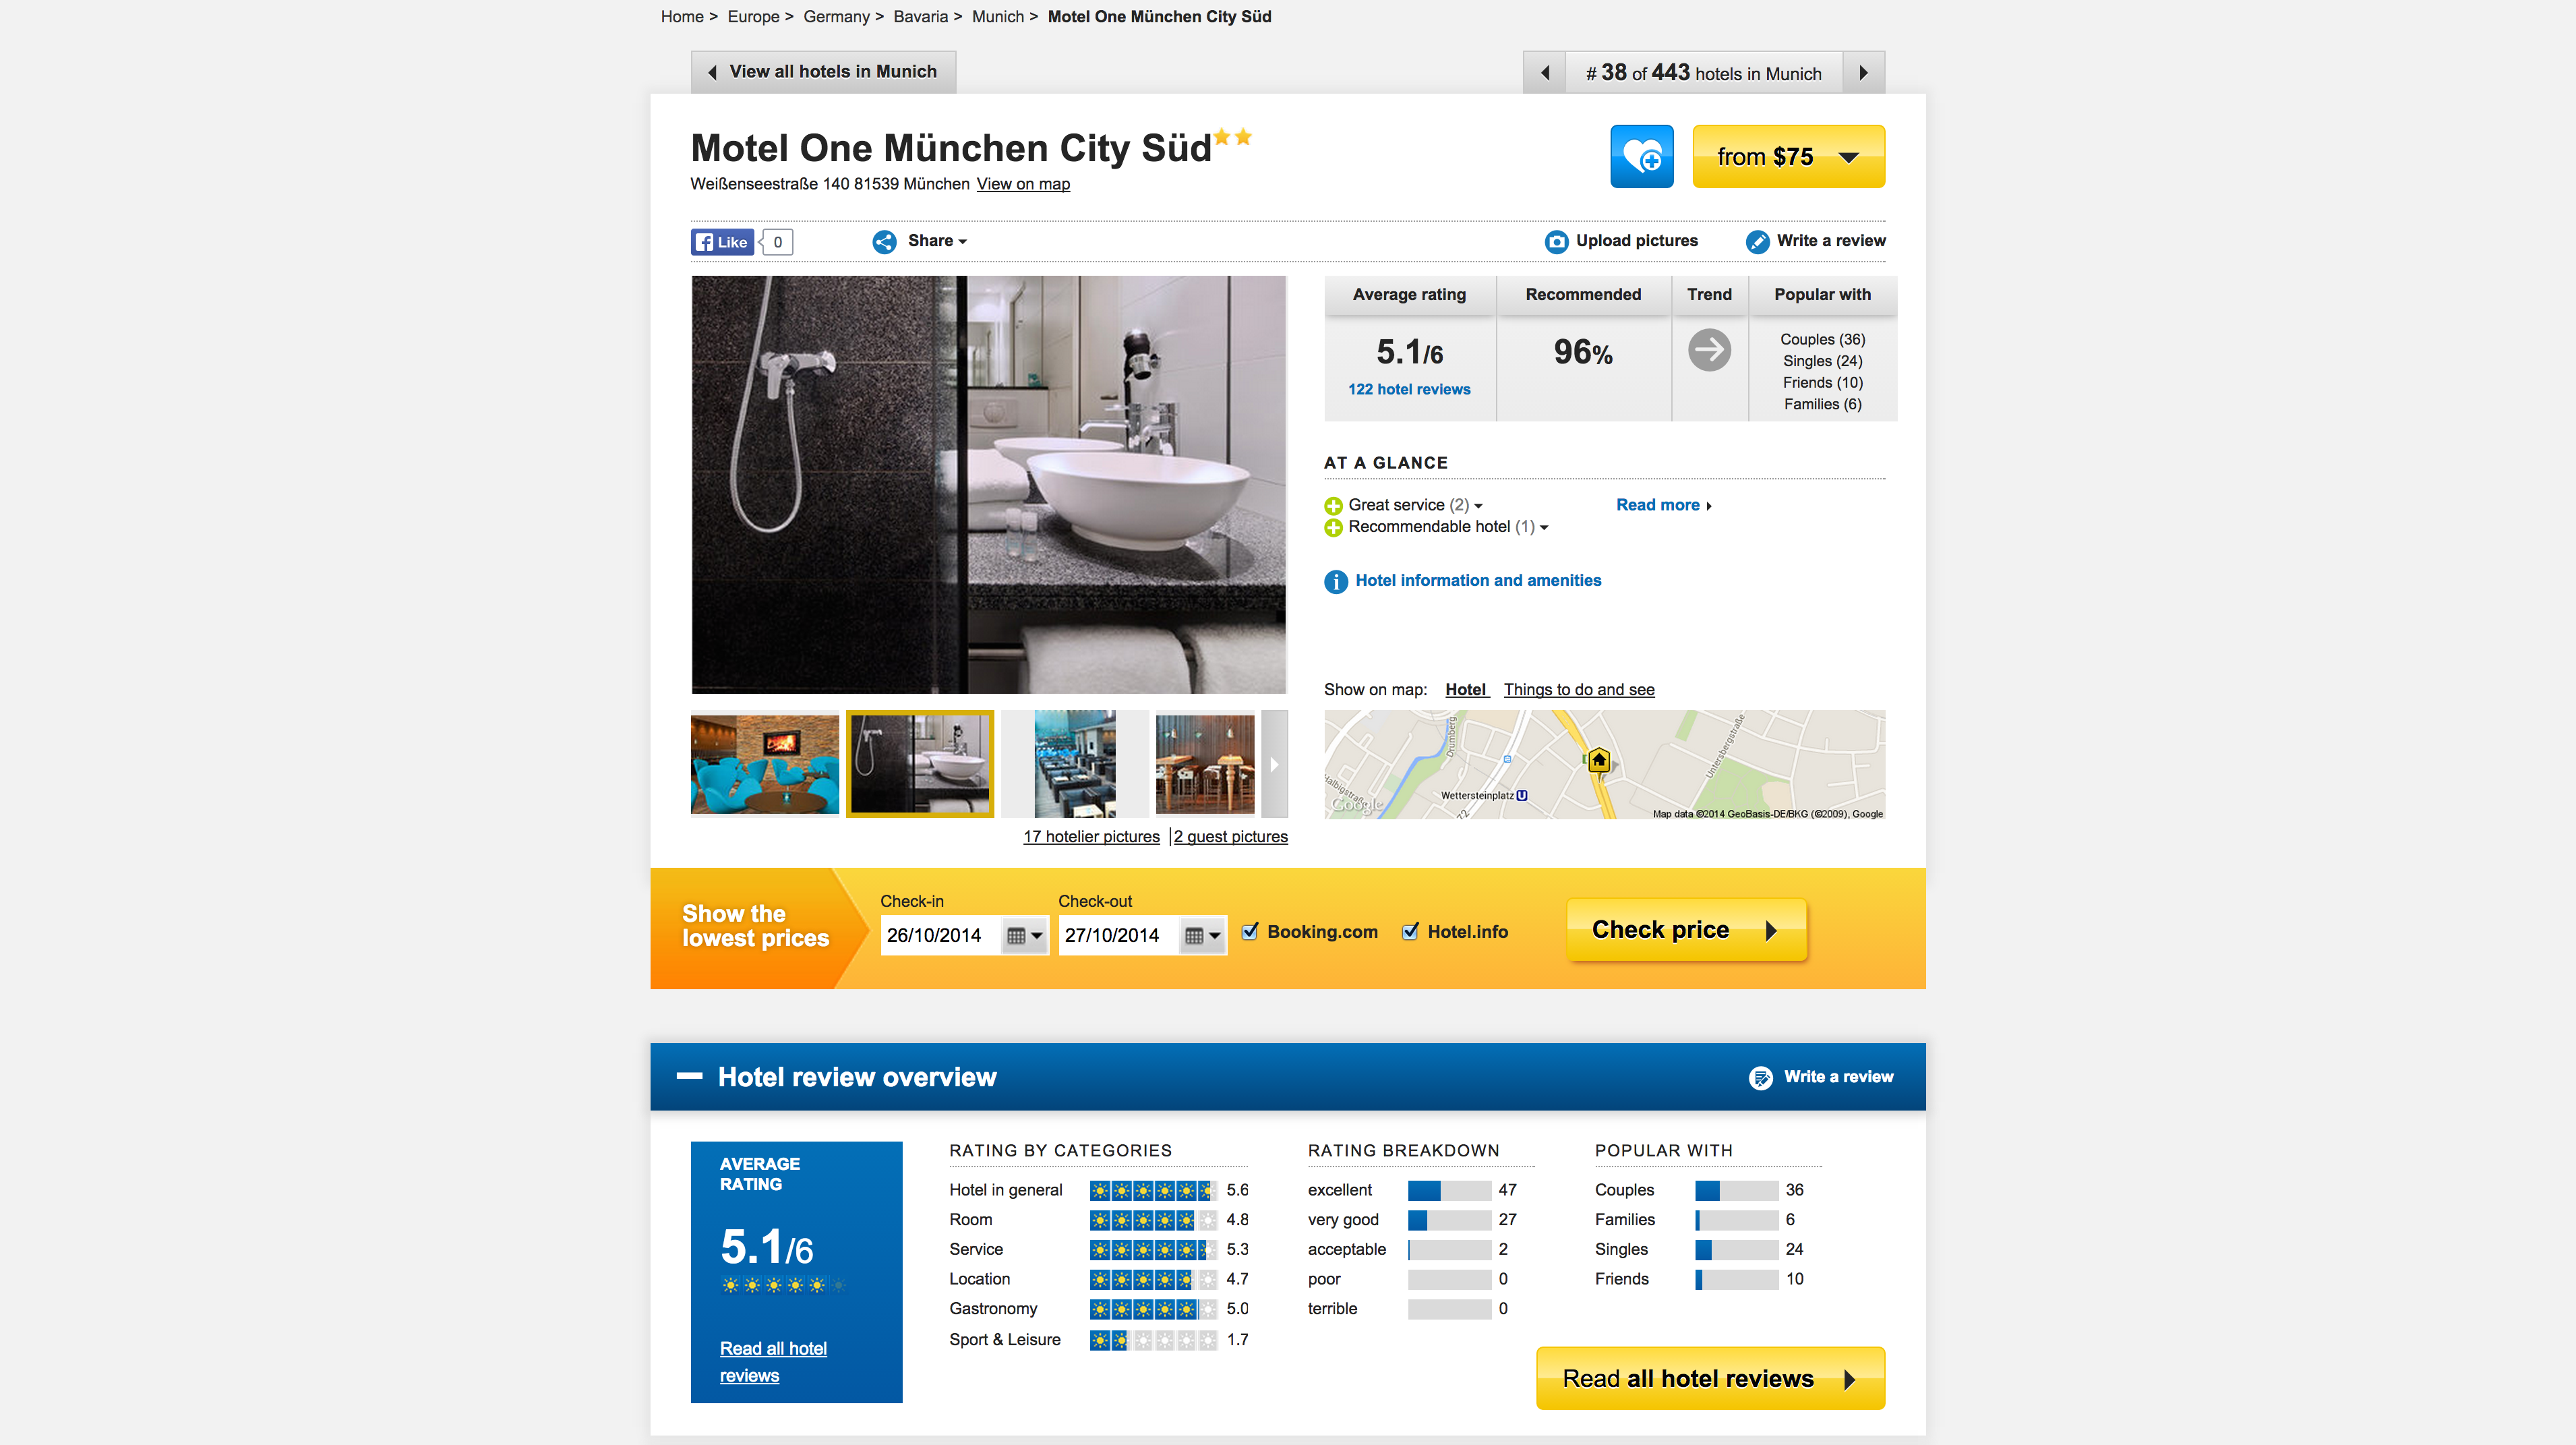 Home > Europe > Germany > Bavaria > Munich > Motel One München City Süd
View all hotels in Munich
# 38 of 443 hotels in Munich
Motel One München City Süd
from $75
Weißenseestraße 140 81539 München View on map
Like 0
Share
Upload pictures
Write a review
Average rating
Recommended
Trend
Popular with
5.1/6
122 hotel reviews
96%
Couples (36)
Singles (24)
Friends (10)
Families (6)
AT A GLANCE
Great service (2)
Read more
Recommendable hotel (1)
Hotel information and amenities
Show on map: Hotel Things to do and see
Drumberg
Untersbergstraße
Halbigstraße
Wettersteinplatz U
72
Google
Map data ©2014 GeoBasis-DE/BKG (©2009), Google
17 hotelier pictures | 2 guest pictures
Show the
lowest prices
Check-in
26/10/2014
Check-out
27/10/2014
Booking.com
Hotel.info
Check price
Hotel review overview
Write a review
AVERAGE
RATING
5.1/6
Read all hotel
reviews
RATING BY CATEGORIES
Hotel in general 5.6
Room 4.8
Service 5.3
Location 4.7
Gastronomy 5.0
Sport & Leisure 1.7
RATING BREAKDOWN
excellent 47
very good 27
acceptable 2
poor 0
terrible 0
POPULAR WITH
Couples 36
Families 6
Singles 24
Friends 10
Read all hotel reviews